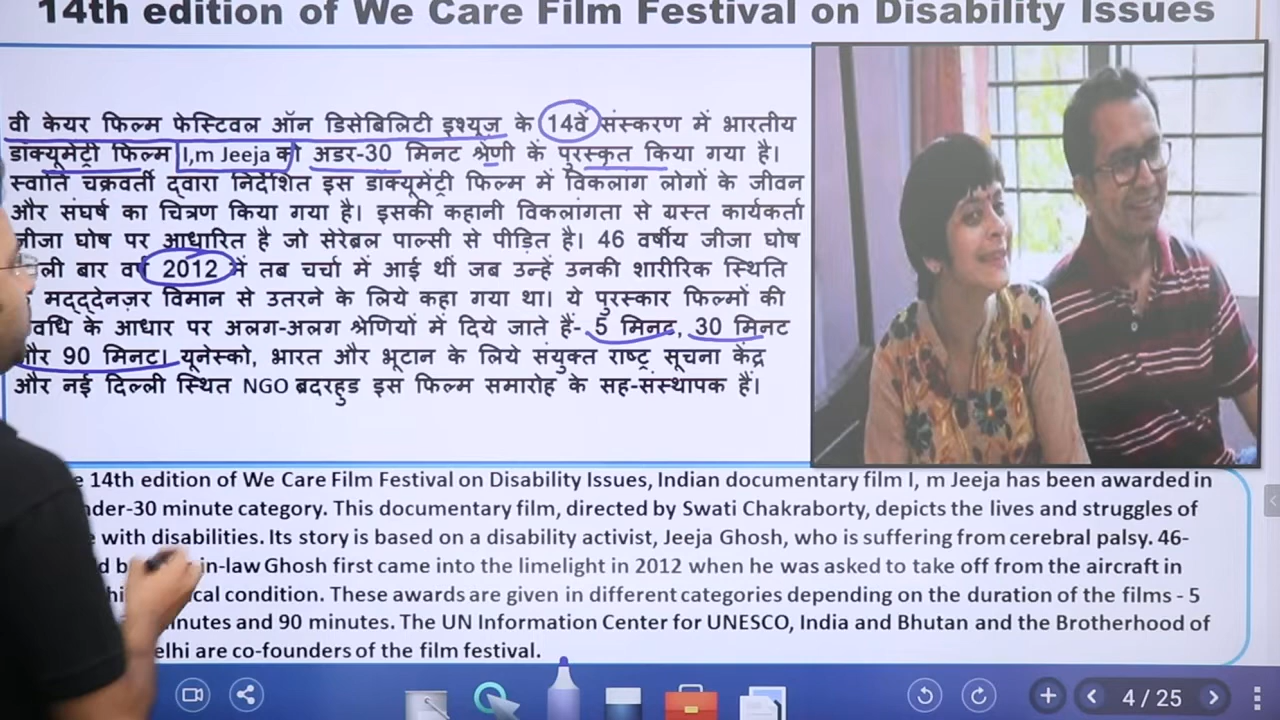 14th edition of We Care Film Festival on Disability Issues
वी केयर फिल्म फेस्टिवल ऑन डिसेबिलिटी इश्यूज़ के 14वें संस्करण में भारतीय
डॉक्यूमेंट्री फिल्म I,m Jeeja को अंडर-30 मिनट श्रेणी के पुरस्कृत किया गया है।
स्वाति चक्रवर्ती द्वारा निर्देशित इस डॉक्यूमेंट्री फिल्म में विकलांग लोगों के जीवन
और संघर्ष का चित्रण किया गया है। इसकी कहानी विकलांगता से ग्रस्त कार्यकर्ता
जीजा घोष पर आधारित है जो सेरेब्रल पाल्सी से पीड़ित है। 46 वर्षीय जीजा घोष
बार 2012 में तब चर्चा में आई थीं जब उन्हें उनकी शारीरिक स्थिति
मद्द्देनज़र विमान से उतरने के लिये कहा गया था। ये पुरस्कार फिल्मों की
के आधार पर अलग-अलग श्रेणियों में दिये जाते हैं- 5 मिनट, 30 मिनट
और 90 मिनट। यूनेस्को, भारत और भूटान के लिये संयुक्त राष्ट्र सूचना केंद्र
और नई दिल्ली स्थित NGO ब्रदरहुड इस फिल्म समारोह के सह-संस्थापक हैं।
14th edition of We Care Film Festival on Disability Issues, Indian documentary film I, m Jeeja has been awarded in
minute category. This documentary film, directed by Swati Chakraborty, depicts the lives and struggles of
with disabilities. Its story is based on a disability activist, Jeeja Ghosh, who is suffering from cerebral palsy. 46-
in-law Ghosh first came into the limelight in 2012 when he was asked to take off from the aircraft in
condition. These awards are given in different categories depending on the duration of the films - 5
minutes and 90 minutes. The UN Information Center for UNESCO, India and Bhutan and the Brotherhood of
are co-founders of the film festival.
4 / 25